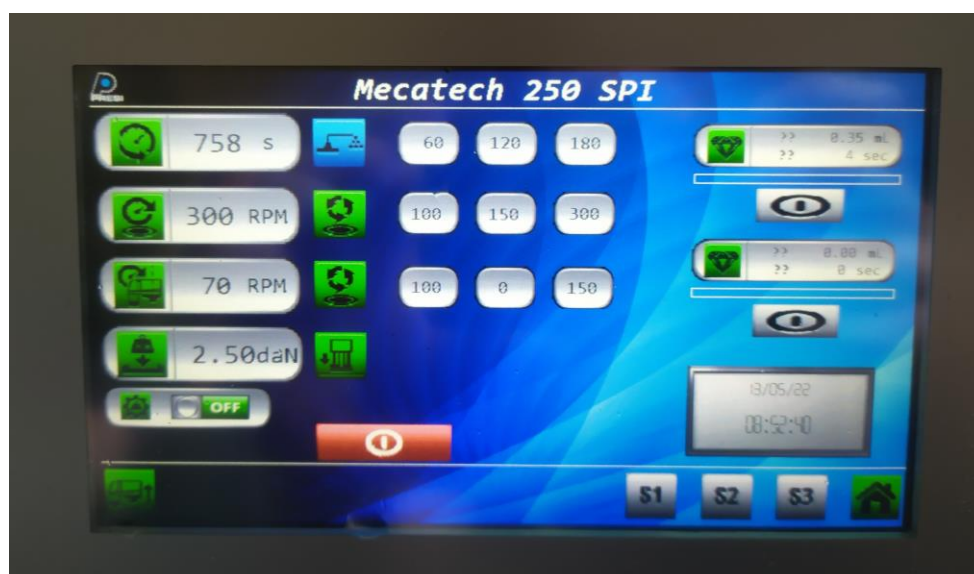 PRESI
Mecatech 250 SPI
758 s
60
120
180
?? 0.35 mL
?? 4 sec
300 RPM
100
150
300
70 RPM
100
0
150
?? 0.00 mL
?? 0 sec
2.50daN
OFF
13/05/22
08:52:40
S1
S2
S3